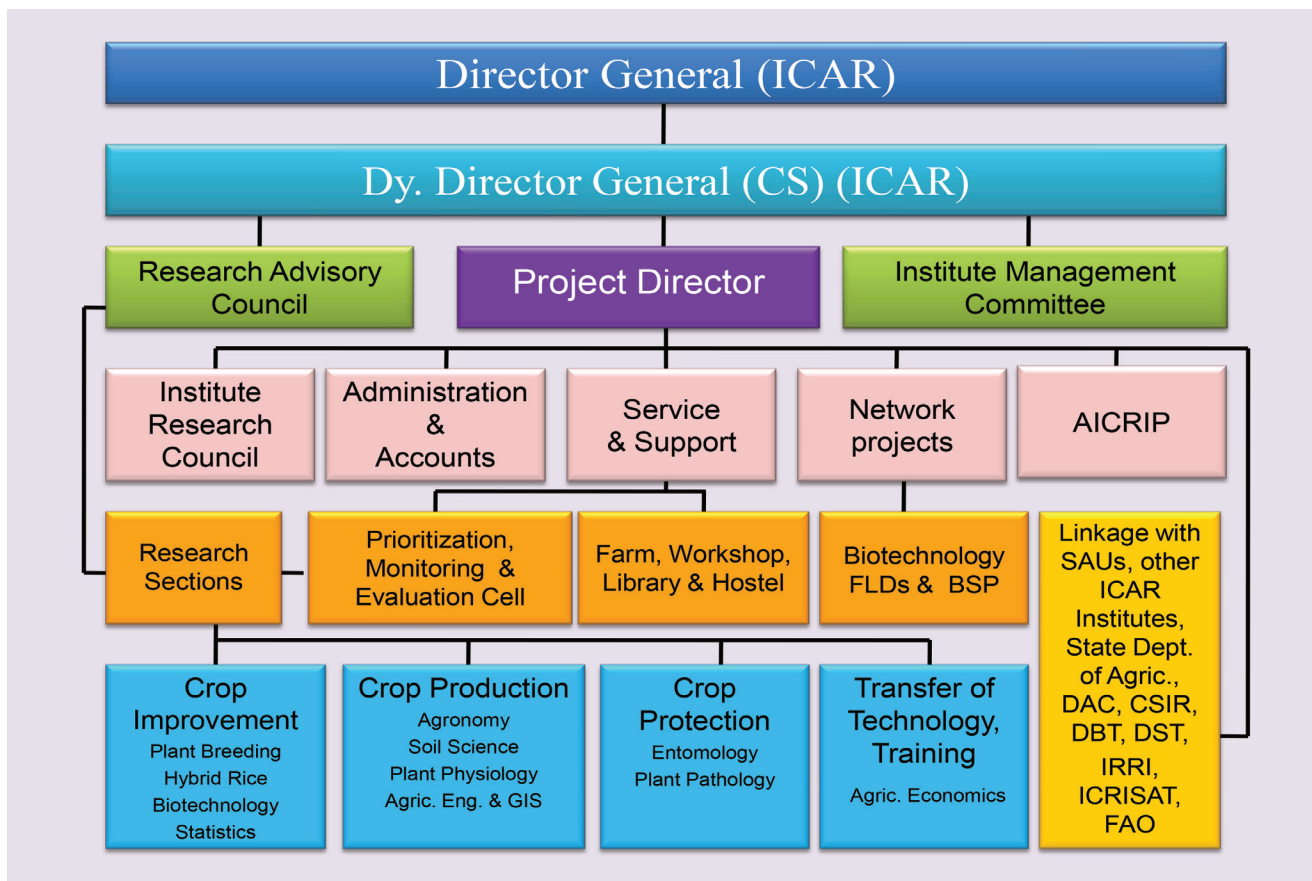 Director General (ICAR)
Dy. Director General (CS) (ICAR)
Research Advisory
Council
Project Director
Institute Management
Committee
Institute
Research
Council
Administration
&
Accounts
Service
& Support
Network
projects
AICRIP
Research
Sections
Prioritization,
Monitoring &
Evaluation Cell
Farm, Workshop,
Library & Hostel
Biotechnology
FLDs & BSP
Linkage with
SAUs, other
ICAR
Institutes,
State Dept.
of Agric.,
DAC, CSIR,
DBT, DST,
IRRI,
ICRISAT,
FAO
Crop
Improvement
Plant Breeding
Hybrid Rice
Biotechnology
Statistics
Crop Production
Agronomy
Soil Science
Plant Physiology
Agric. Eng. & GIS
Crop
Protection
Entomology
Plant Pathology
Transfer of
Technology,
Training
Agric. Economics